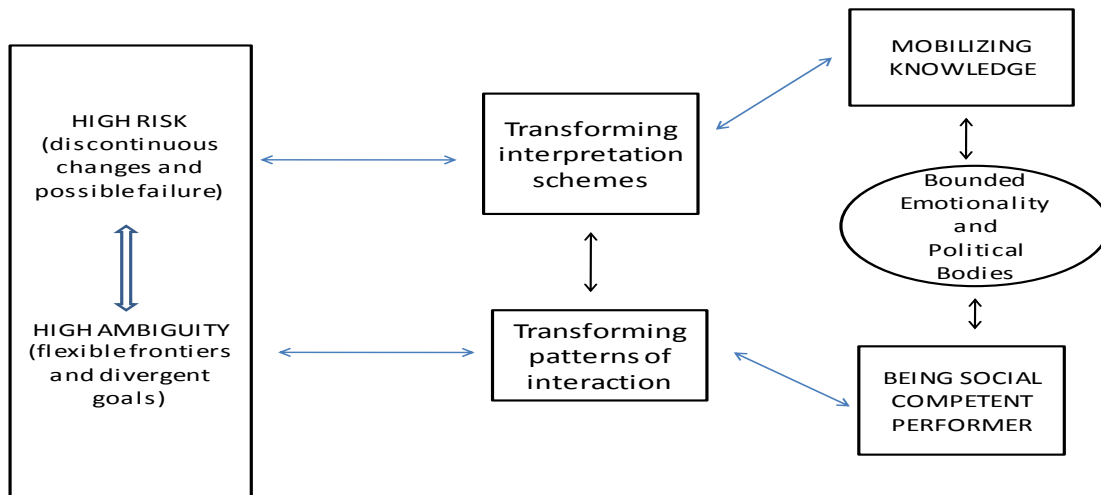 HIGH RISK
(discontinuous
changes and
possible failure)
HIGH AMBIGUITY
(flexible frontiers
and divergent
goals)
Transforming
interpretation
schemes
Transforming
patterns of
interaction
MOBILIZING
KNOWLEDGE
Bounded
Emotionality
and
Political
Bodies
BEING SOCIAL
COMPETENT
PERFORMER